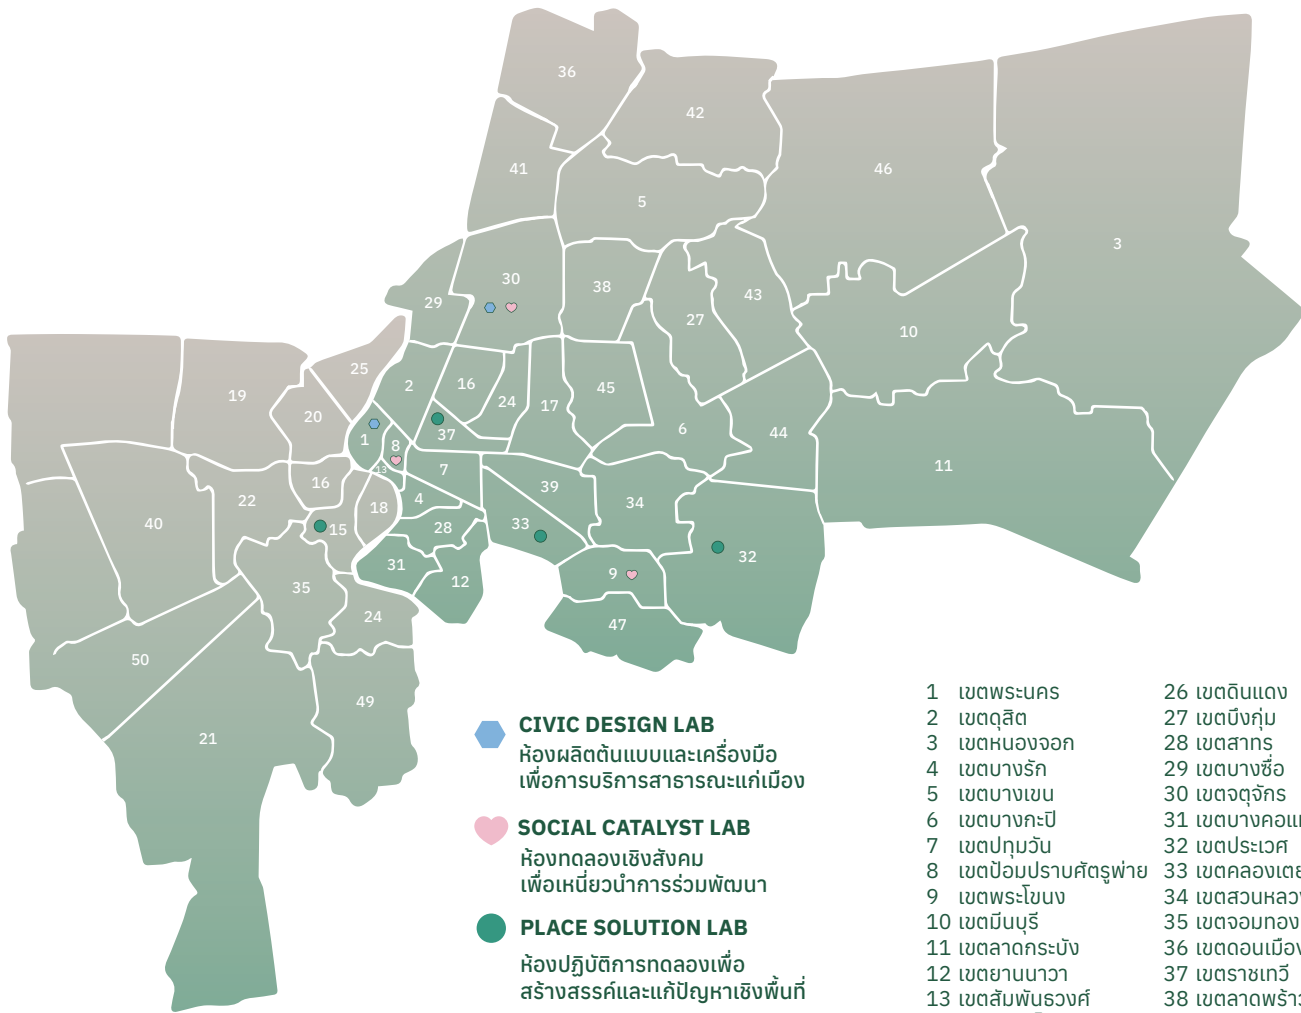 36
42
46
41
5
3
30
38
43
29
27
10
25
2
16
45
19
24
17
20
37
6
44
1
8
13
7
11
16
39
22
18
4
34
40
15
33
28
32
31
9
12
35
24
47
50
49
21
CIVIC DESIGN LAB
ห้องผลิตต้นแบบและเครื่องมือ
เพื่อการบริการสาธารณะแก่เมือง
SOCIAL CATALYST LAB
ห้องทดลองเชิงสังคม
เพื่อเหนี่ยวนำการร่วมพัฒนา
PLACE SOLUTION LAB
ห้องปฏิบัติการทดลองเพื่อ
สร้างสรรค์และแก้ปัญหาเชิงพื้นที่
1 เขตพระนคร
2 เขตดุสิต
3 เขตหนองจอก
4 เขตบางรัก
5 เขตบางเขน
6 เขตบางกะปิ
7 เขตปทุมวัน
8 เขตป้อมปราบศัตรูพ่าย
9 เขตพระโขนง
10 เขตมีนบุรี
11 เขตลาดกระบัง
12 เขตยานนาวา
13 เขตสัมพันธวงศ์
26 เขตดินแดง
27 เขตบึงกุ่ม
28 เขตสาทร
29 เขตบางซื่อ
30 เขตจตุจักร
31
32 เขตประเวศ
33
34
35 เขตจอมทอง
36
37 เขตราชเทวี
38